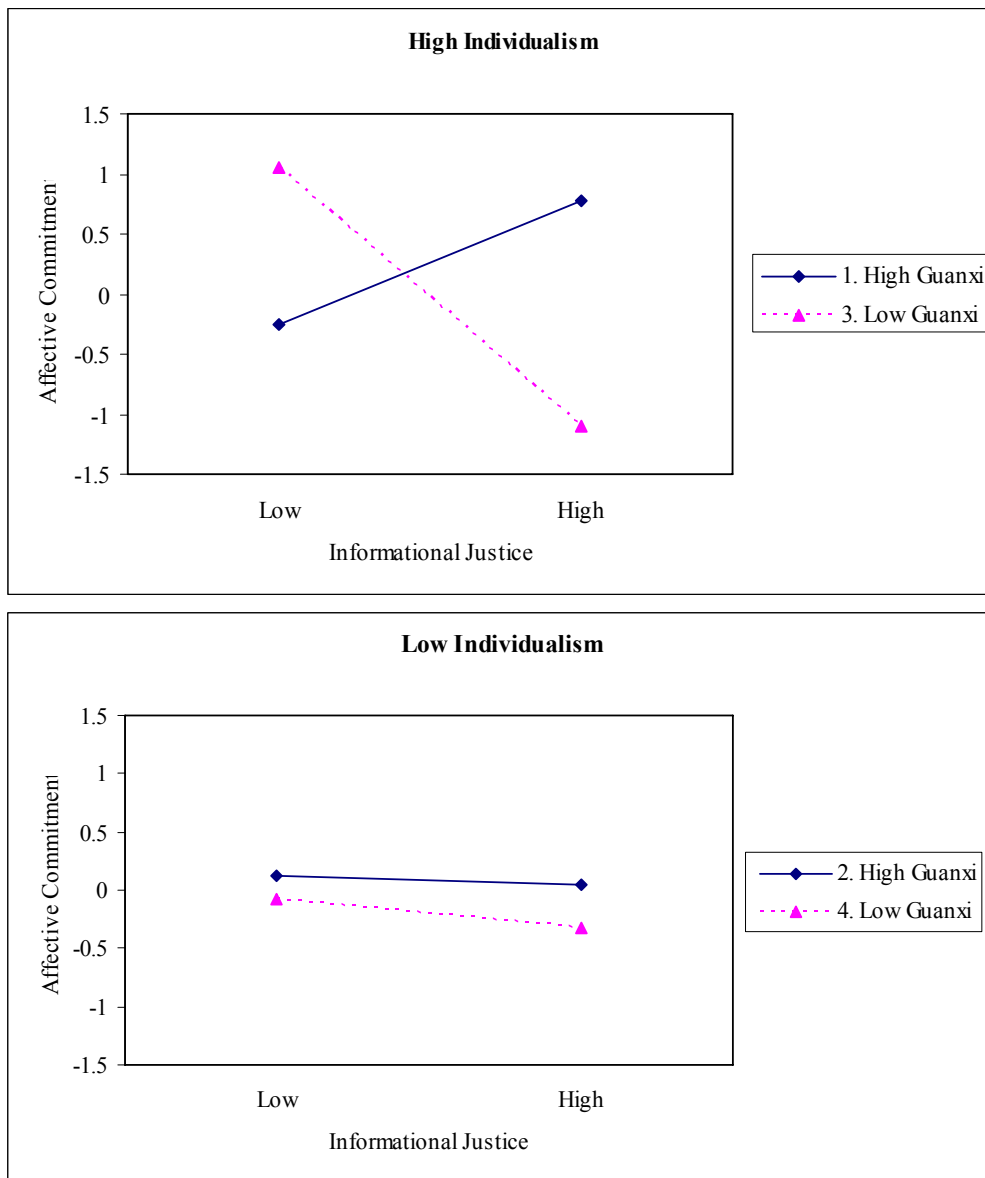 High Individualism
1.5
1
0.5
0
-0.5
-1
-1.5
Affective Commitment
Low
High
Informational Justice
1. High Guanxi
3. Low Guanxi
Low Individualism
1.5
1
0.5
0
-0.5
-1
-1.5
Affective Commitment
Low
High
Informational Justice
2. High Guanxi
4. Low Guanxi